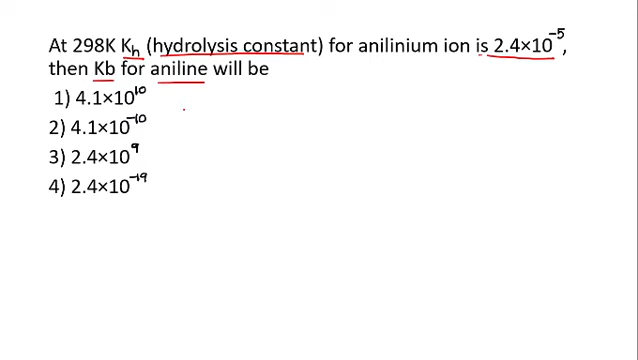 At 298K Kh (hydrolysis constant) for anilinium ion is 2.4×10⁻⁵,
then Kb for aniline will be
1) 4.1×10¹⁰
2) 4.1×10⁻¹⁰
3) 2.4×10⁹
4) 2.4×10⁻¹⁹